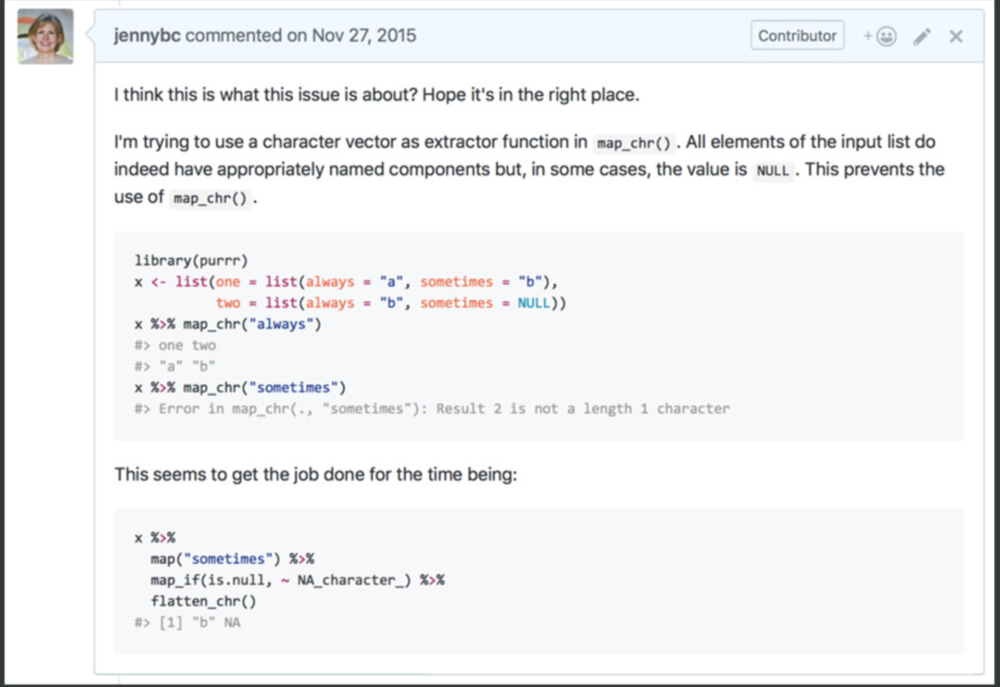 jennybc commented on Nov 27, 2015
Contributor
+
I think this is what this issue is about? Hope it's in the right place.
I'm trying to use a character vector as extractor function in map_chr() . All elements of the input list do
indeed have appropriately named components but, in some cases, the value is NULL . This prevents the
use of map_chr() .
library(purrr)
x <- list(one = list(always = "a", sometimes = "b"),
          two = list(always = "b", sometimes = NULL))
x %>% map_chr("always")
#> one two
#> "a" "b"
x %>% map_chr("sometimes")
#> Error in map_chr(., "sometimes"): Result 2 is not a length 1 character
This seems to get the job done for the time being:
x %>%
  map("sometimes") %>%
  map_if(is.null, ~ NA_character_) %>%
  flatten_chr()
#> [1] "b" NA